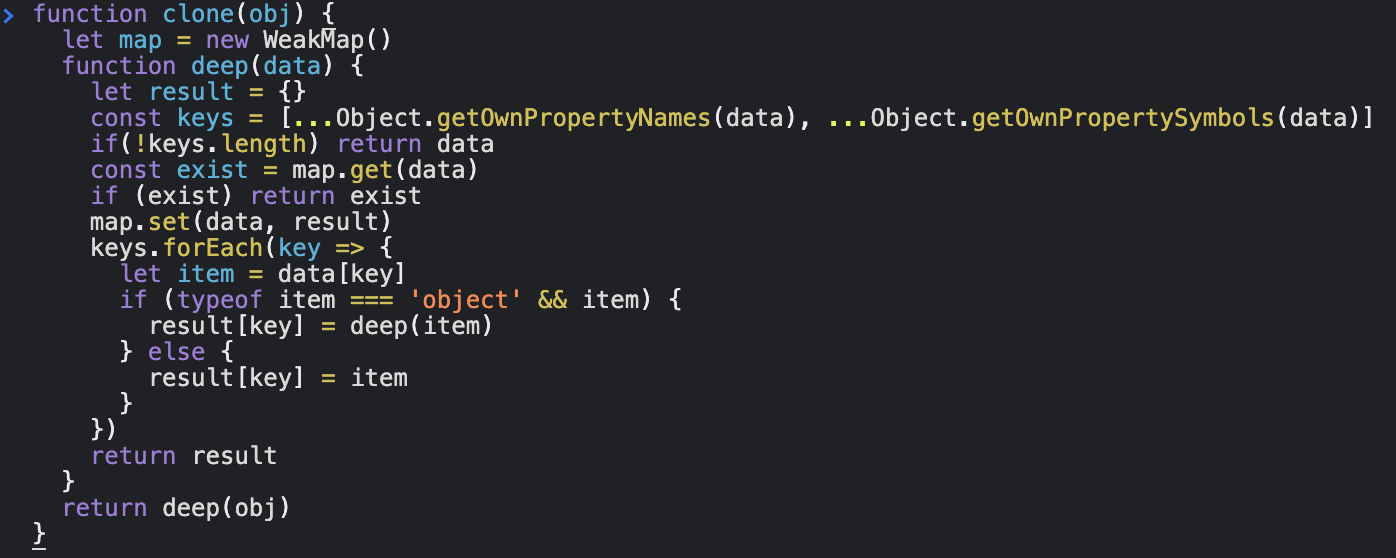 function clone(obj) {
  let map = new WeakMap()
  function deep(data) {
    let result = {}
    const keys = [...Object.getOwnPropertyNames(data), ...Object.getOwnPropertySymbols(data)]
    if(!keys.length) return data
    const exist = map.get(data)
    if (exist) return exist
    map.set(data, result)
    keys.forEach(key => {
      let item = data[key]
      if (typeof item === 'object' && item) {
        result[key] = deep(item)
      } else {
        result[key] = item
      }
    })
    return result
  }
  return deep(obj)
}